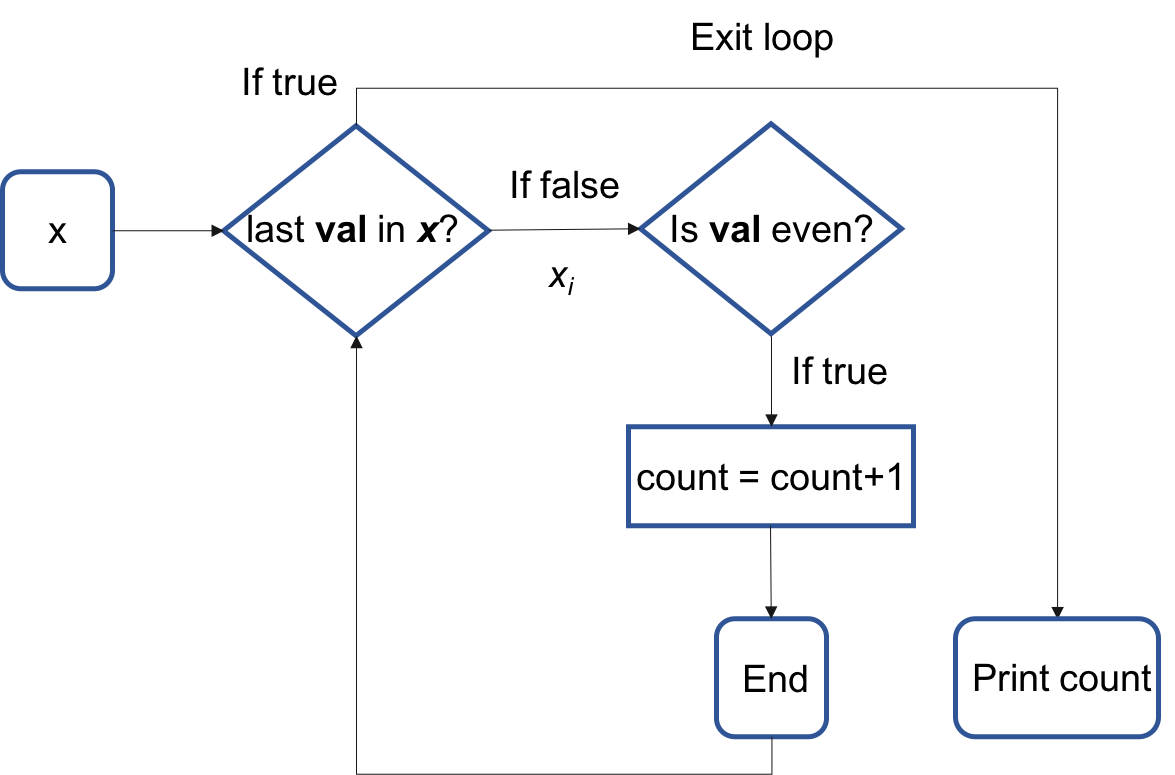 Exit loop
If true
x
last val in x?
If false
xi
Is val even?
If true
count = count+1
End
Print count